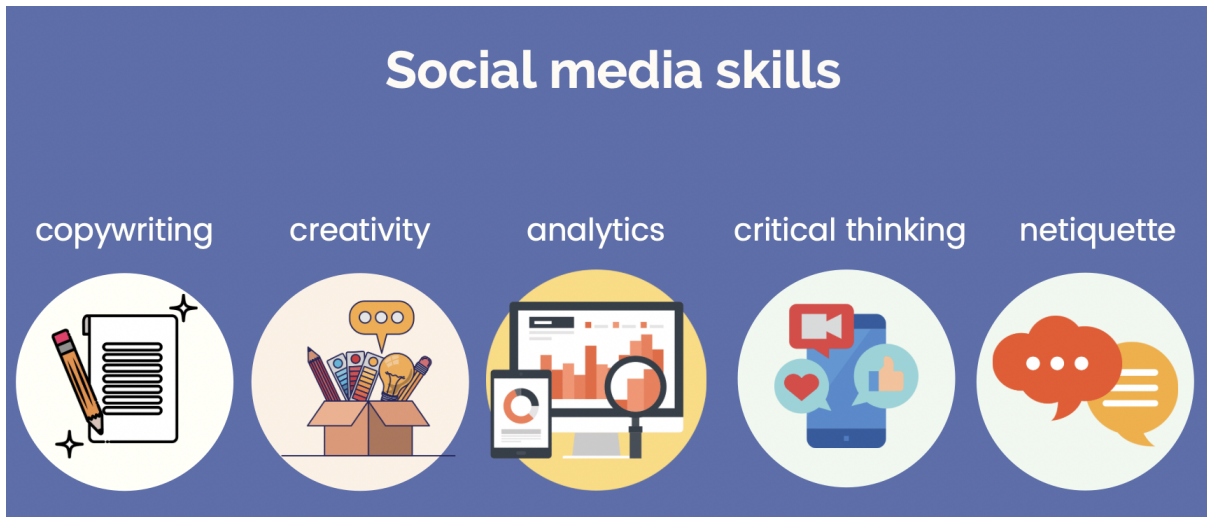 Social media skills
copywriting
creativity
analytics
critical thinking
netiquette